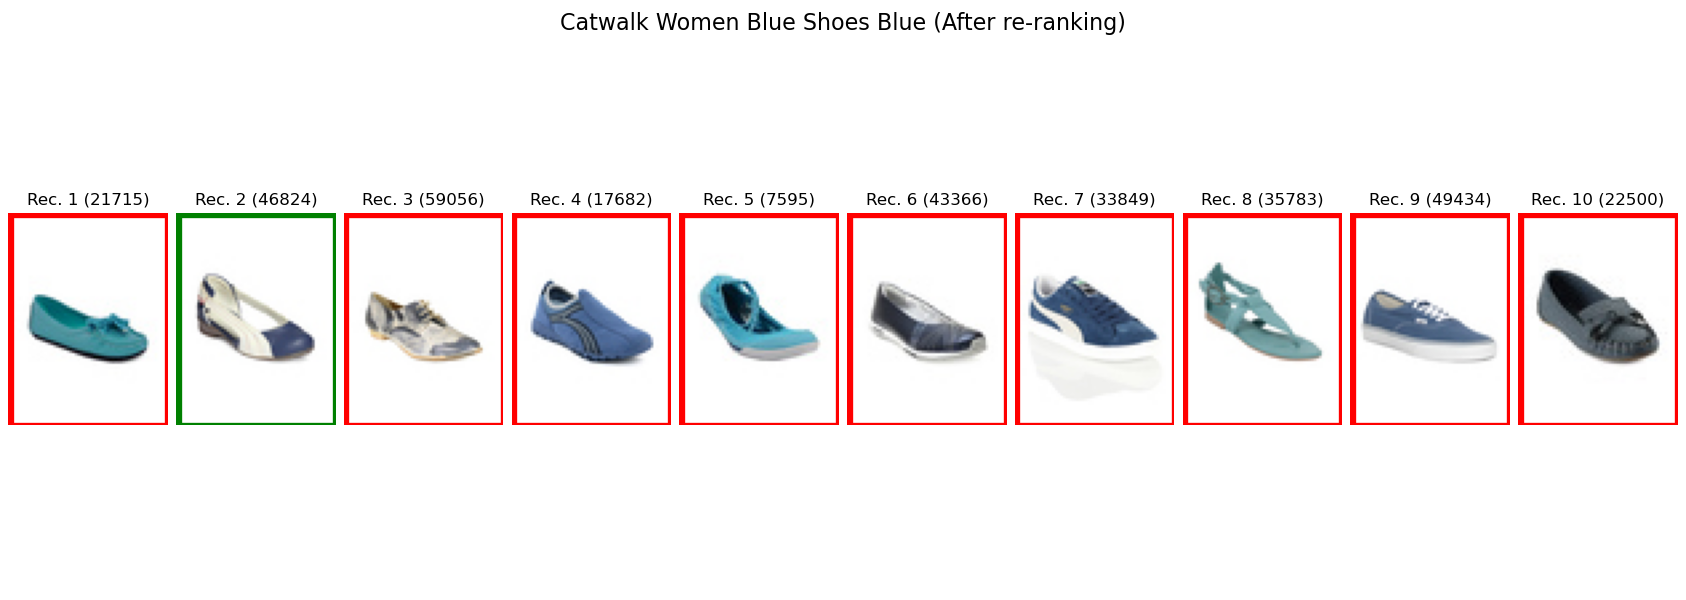 Catwalk Women Blue Shoes Blue (After re-ranking)
Rec. 1 (21715)
Rec. 2 (46824)
Rec. 3 (59056)
Rec. 4 (17682)
Rec. 5 (7595)
Rec. 6 (43366)
Rec. 7 (33849)
Rec. 8 (35783)
Rec. 9 (49434)
Rec. 10 (22500)